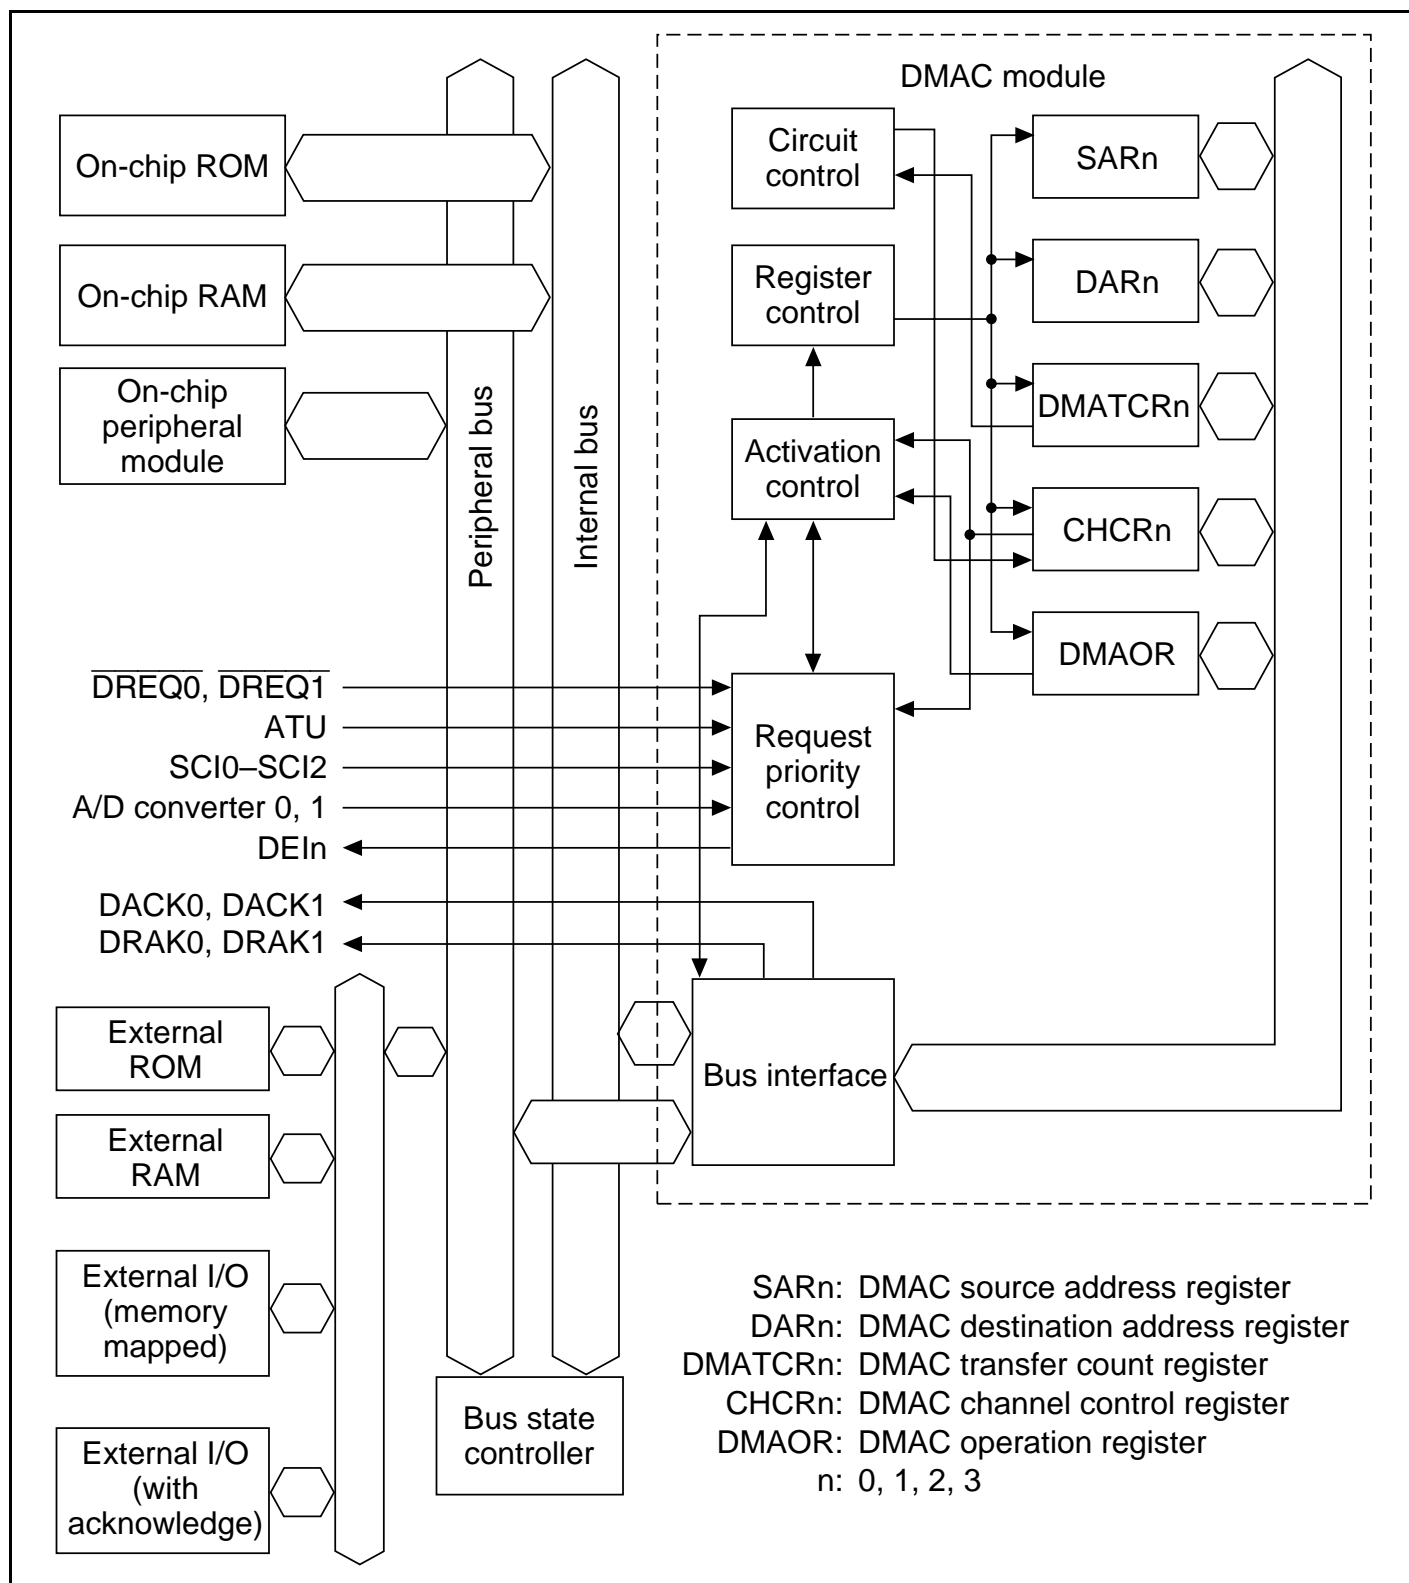 DMAC module
On-chip ROM
On-chip RAM
On-chip
peripheral
module
Peripheral bus
Internal bus
Circuit
control
Register
control
Activation
control
Request
priority
control
SARn
DARn
DMATCRn
CHCRn
DMAOR
DREQ0, DREQ1
ATU
SCI0–SCI2
A/D converter 0, 1
DEIn
DACK0, DACK1
DRAK0, DRAK1
External
ROM
External
RAM
External I/O
(memory
mapped)
External I/O
(with
acknowledge)
Bus interface
Bus state
controller
SARn: DMAC source address register
DARn: DMAC destination address register
DMATCRn: DMAC transfer count register
CHCRn: DMAC channel control register
DMAOR: DMAC operation register
n: 0, 1, 2, 3